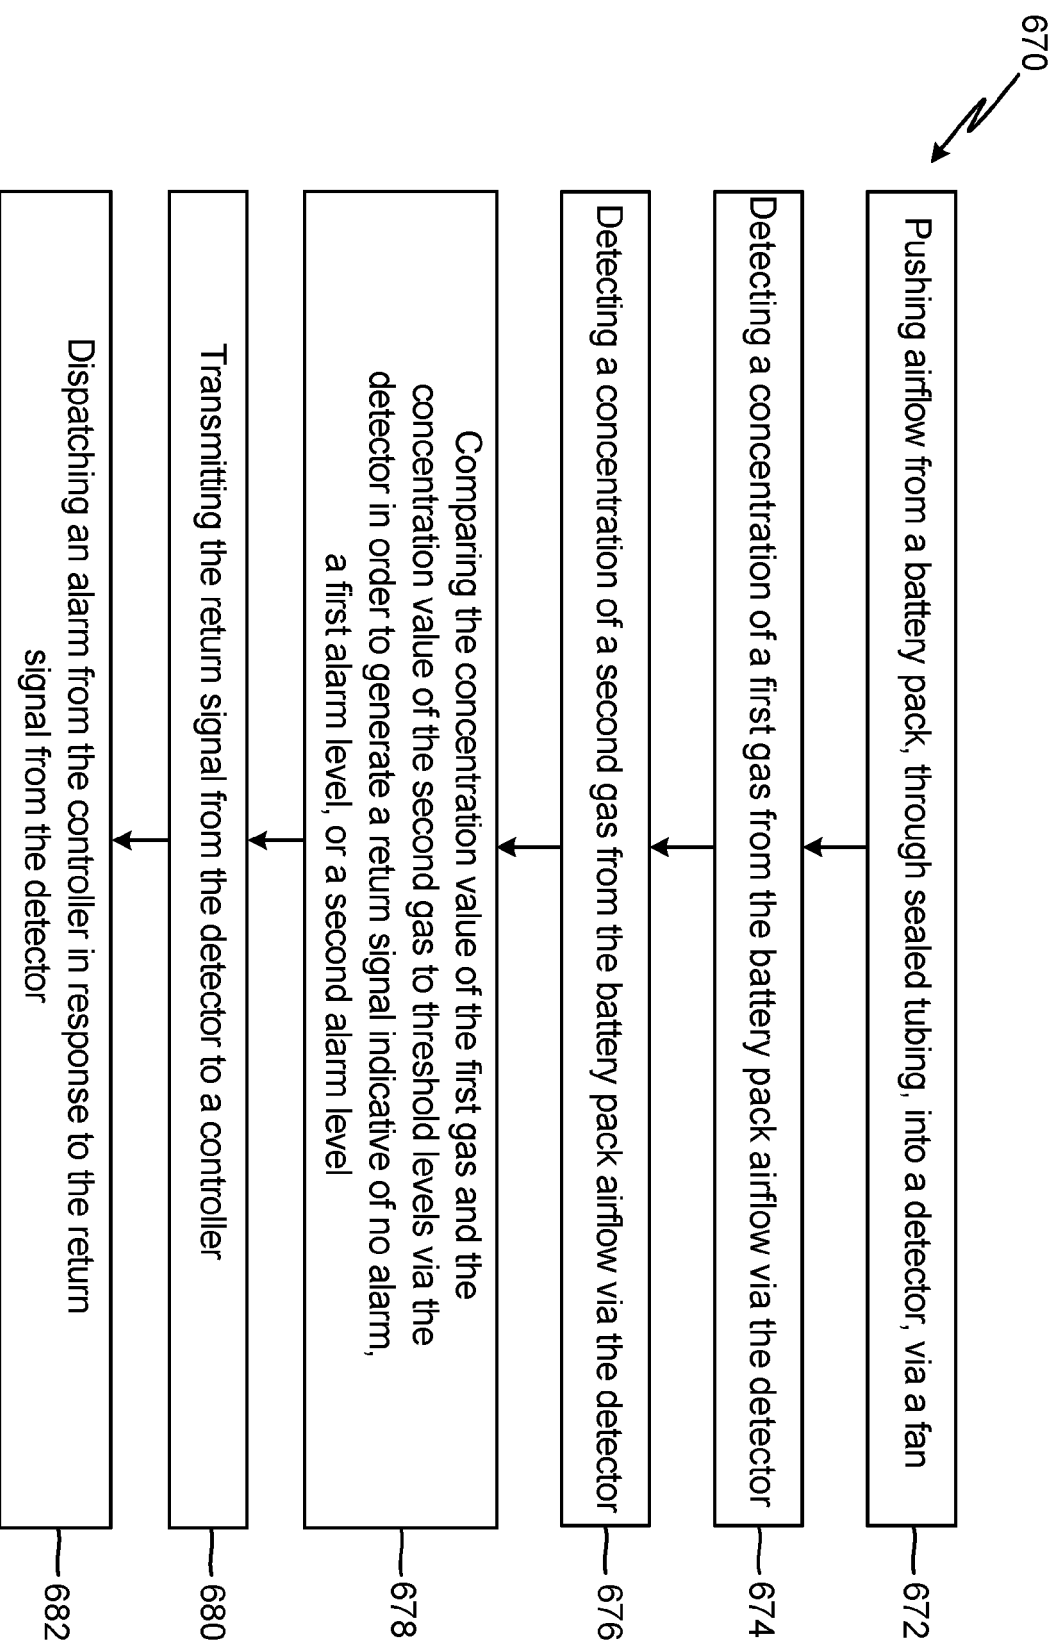 670
Pushing airflow from a battery pack, through sealed tubing, into a detector, via a fan
672
Detecting a concentration of a first gas from the battery pack airflow via the detector
674
Detecting a concentration of a second gas from the battery pack airflow via the detector
676
Comparing the concentration value of the first gas and the
concentration value of the second gas to threshold levels via the
detector in order to generate a return signal indicative of no alarm,
a first alarm level, or a second alarm level
678
Transmitting the return signal from the detector to a controller
680
Dispatching an alarm from the controller in response to the return
signal from the detector
682